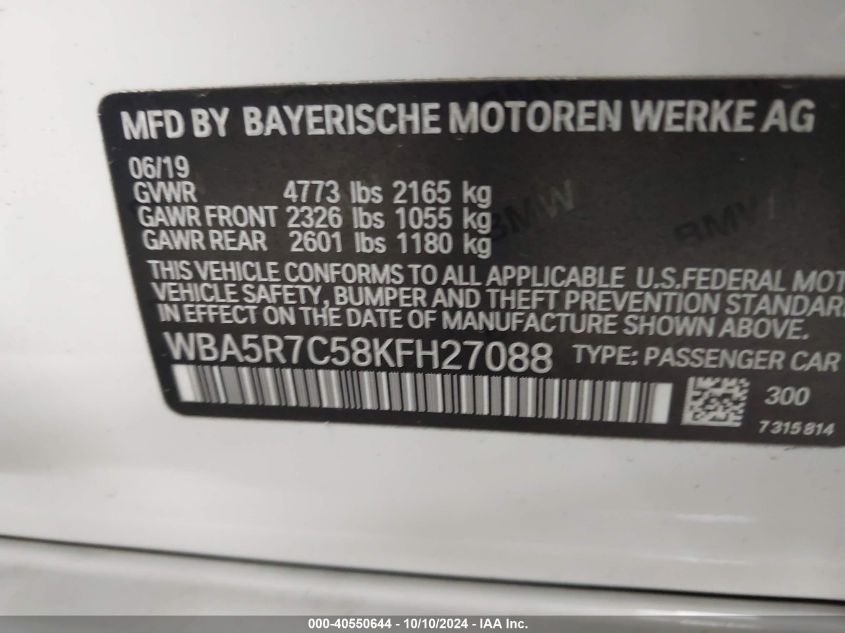 MFD BY BAYERISCHE MOTOREN WERKE AG
06/19
GVWR 4773 lbs 2165 kg
GAWR FRONT 2326 lbs 1055 kg
GAWR REAR 2601 lbs 1180 kg
BMW BMW
THIS VEHICLE CONFORMS TO ALL APPLICABLE U.S.FEDERAL MOT
VEHICLE SAFETY, BUMPER AND THEFT PREVENTION STANDAR
IN EFFECT ON THE DATE OF MANUFACTURE SHOWN ABOVE.
WBA5R7C58KFH27088 TYPE: PASSENGER CAR
300
7315814
000-40550644 - 10/10/2024 - IAA Inc.